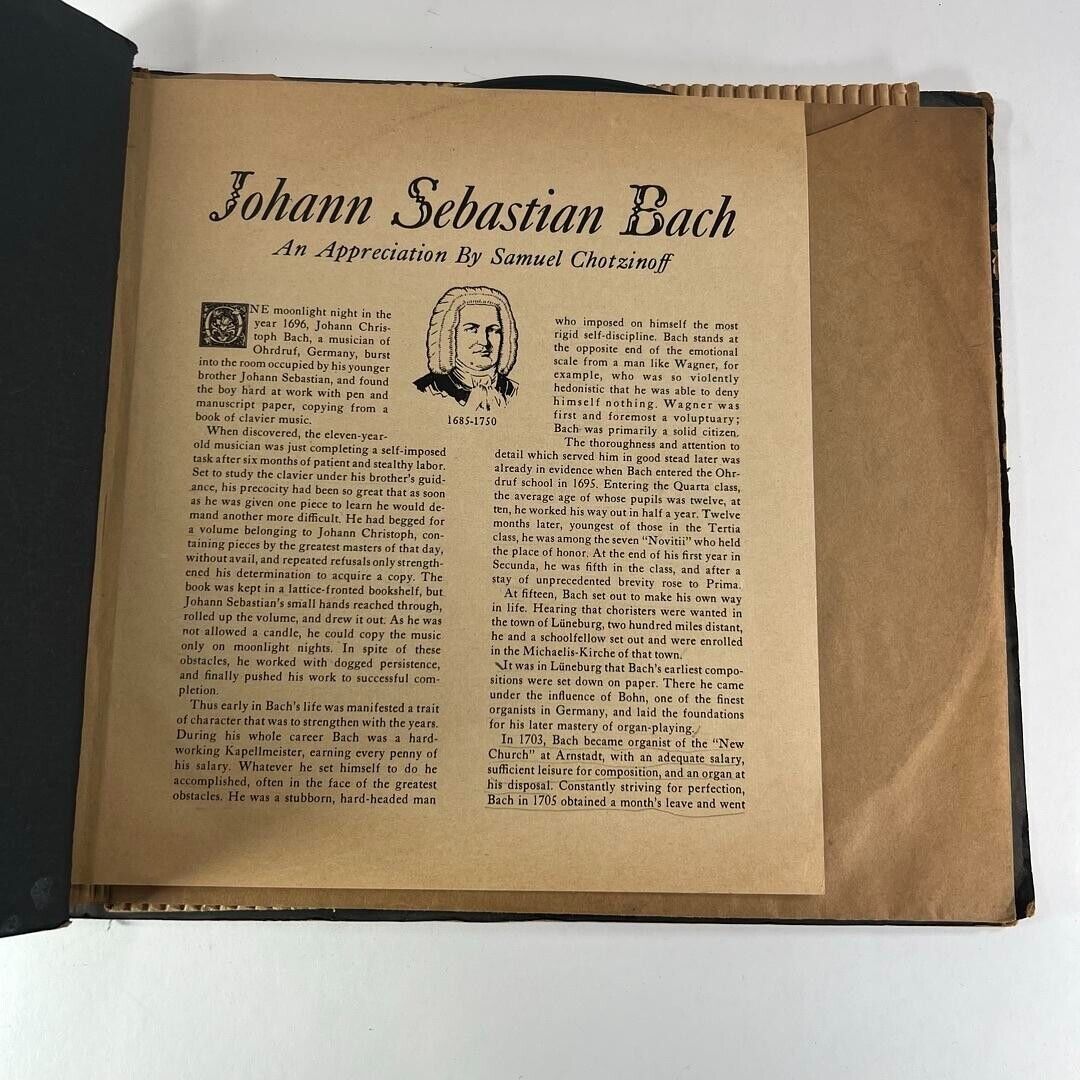 Johann Sebastian Bach
An Appreciation By Samuel Chotzinoff
ONE moonlight night in the
year 1696, Johann Chris-
toph Bach, a musician of
Ohrdruf, Germany, burst
into the room occupied by his younger
brother Johann Sebastian, and found
the boy hard at work with pen and
manuscript paper, copying from a
book of clavier music.
When discovered, the eleven-year-
old musician was just completing a self-imposed
task after six months of patient and stealthy labor.
Set to study the clavier under his brother's guid-
ance, his precocity had been so great that as soon
as he was given one piece to learn he would de-
mand another more difficult. He had begged for
a volume belonging to Johann Christoph, con-
taining pieces by the greatest masters of that day,
without avail, and repeated refusals only strength-
ened his determination to acquire a copy. The
book was kept in a lattice-fronted bookshelf, but
Johann Sebastian's small hands reached through,
rolled up the volume, and drew it out. As he was
not allowed a candle, he could copy the music
only on moonlight nights. In spite of these
obstacles, he worked with dogged persistence,
and finally pushed his work to successful com-
pletion.
Thus early in Bach's life was manifested a trait
of character that was to strengthen with the years.
During his whole career Bach was a hard-
working Kapellmeister, earning every penny of
his salary. Whatever he set himself to do he
accomplished, often in the face of the greatest
obstacles. He was a stubborn, hard-headed man
1685-1750
who imposed on himself the most
rigid self-discipline. Bach stands at
the opposite end of the emotional
scale from a man like Wagner, for
example, who was so violently
hedonistic that he was able to deny
himself nothing. Wagner was
first and foremost a voluptuary;
Bach was primarily a solid citizen.
The thoroughness and attention to
detail which served him in good stead later was
already in evidence when Bach entered the Ohr-
druf school in 1695. Entering the Quarta class,
the average age of whose pupils was twelve, at
ten, he worked his way out in half a year. Twelve
months later, youngest of those in the Tertia
class, he was among the seven "Novitii" who held
the place of honor. At the end of his first year in
Secunda, he was fifth in the class, and after a
stay of unprecedented brevity rose to Prima.
At fifteen, Bach set out to make his own way
in life. Hearing that choristers were wanted in
the town of Lüneburg, two hundred miles distant,
he and a schoolfellow set out and were enrolled
in the Michaelis-Kirche of that town.
It was in Lüneburg that Bach's earliest compo-
sitions were set down on paper. There he came
under the influence of Bohn, one of the finest
organists in Germany, and laid the foundations
for his later mastery of organ-playing.
In 1703, Bach became organist of the "New
Church" at Arnstadt, with an adequate salary,
sufficient leisure for composition, and an organ at
his disposal. Constantly striving for perfection,
Bach in 1705 obtained a month's leave and went